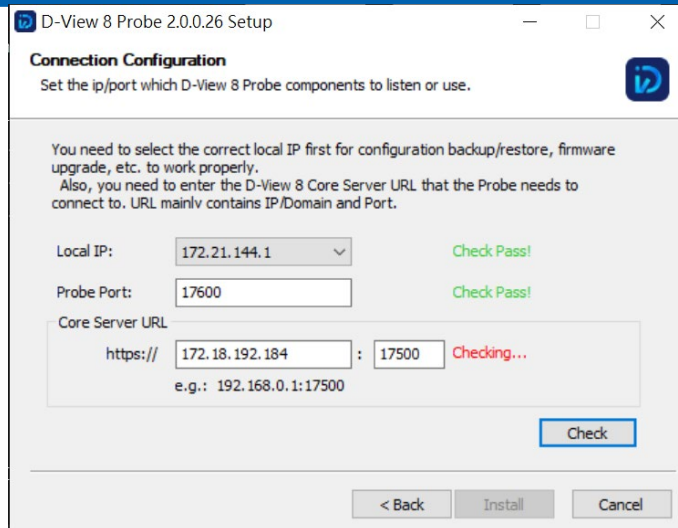 D-View 8 Probe 2.0.0.26 Setup
Connection Configuration
Set the ip/port which D-View 8 Probe components to listen or use.
You need to select the correct local IP first for configuration backup/restore, firmware
upgrade, etc. to work properly.
Also, you need to enter the D-View 8 Core Server URL that the Probe needs to
connect to. URL mainly contains IP/Domain and Port.
Local IP: 172.21.144.1 Check Pass!
Probe Port: 17600 Check Pass!
Core Server URL
https:// 172.18.192.184 : 17500 Checking...
e.g.: 192.168.0.1:17500
Check
< Back Install Cancel